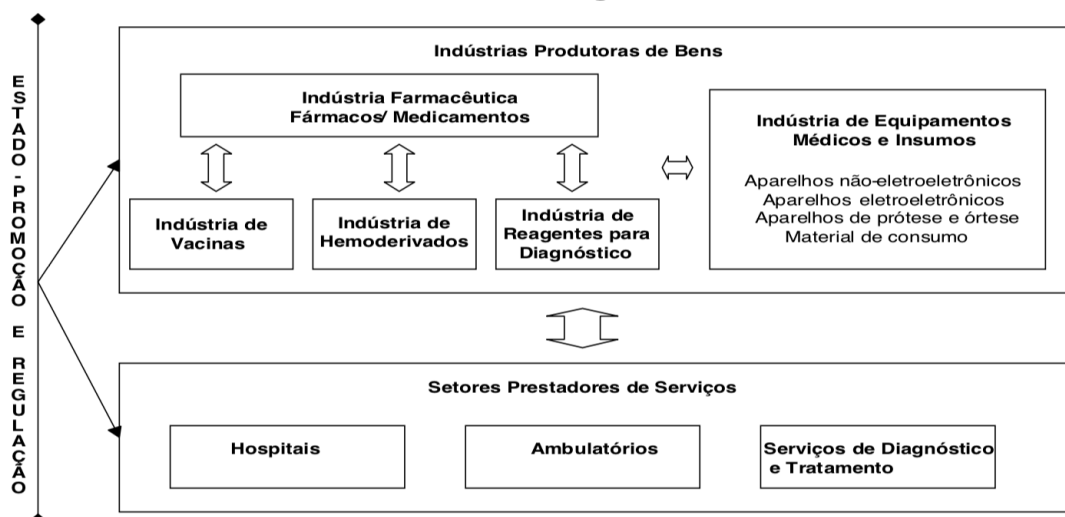 ESTADO - PROMOÇÃO E REGULAÇÃO
Indústrias Produtoras de Bens
Indústria Farmacêutica
Fármacos/ Medicamentos
Indústria de
Vacinas
Indústria de
Hemoderivados
Indústria de
Reagentes para
Diagnóstico
Indústria de Equipamentos
Médicos e Insumos
Aparelhos não-eletroeletrônicos
Aparelhos eletroeletrônicos
Aparelhos de prótese e órtese
Material de consumo
Setores Prestadores de Serviços
Hospitais
Ambulatórios
Serviços de Diagnóstico
e Tratamento